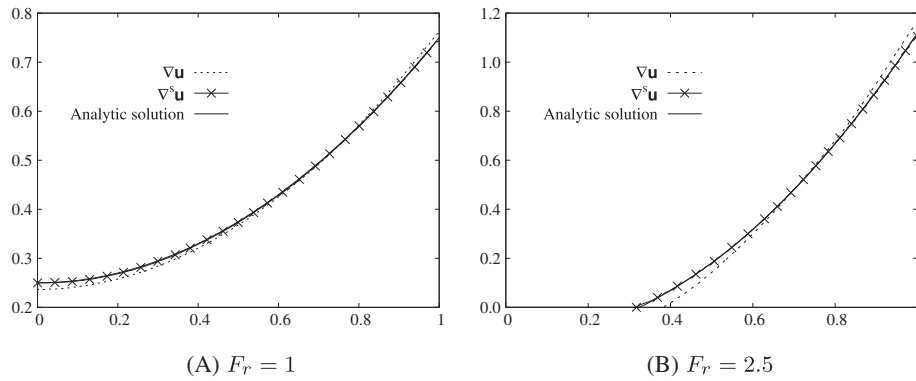 0.8
0.7
0.6
0.5
0.4
0.3
0.2
0 0.2 0.4 0.6 0.8 1
∇u
∇ˢu
Analytic solution
(A) F_r = 1
1.2
1.0
0.8
0.6
0.4
0.2
0.0
0 0.2 0.4 0.6 0.8
∇u
∇ˢu
Analytic solution
(B) F_r = 2.5